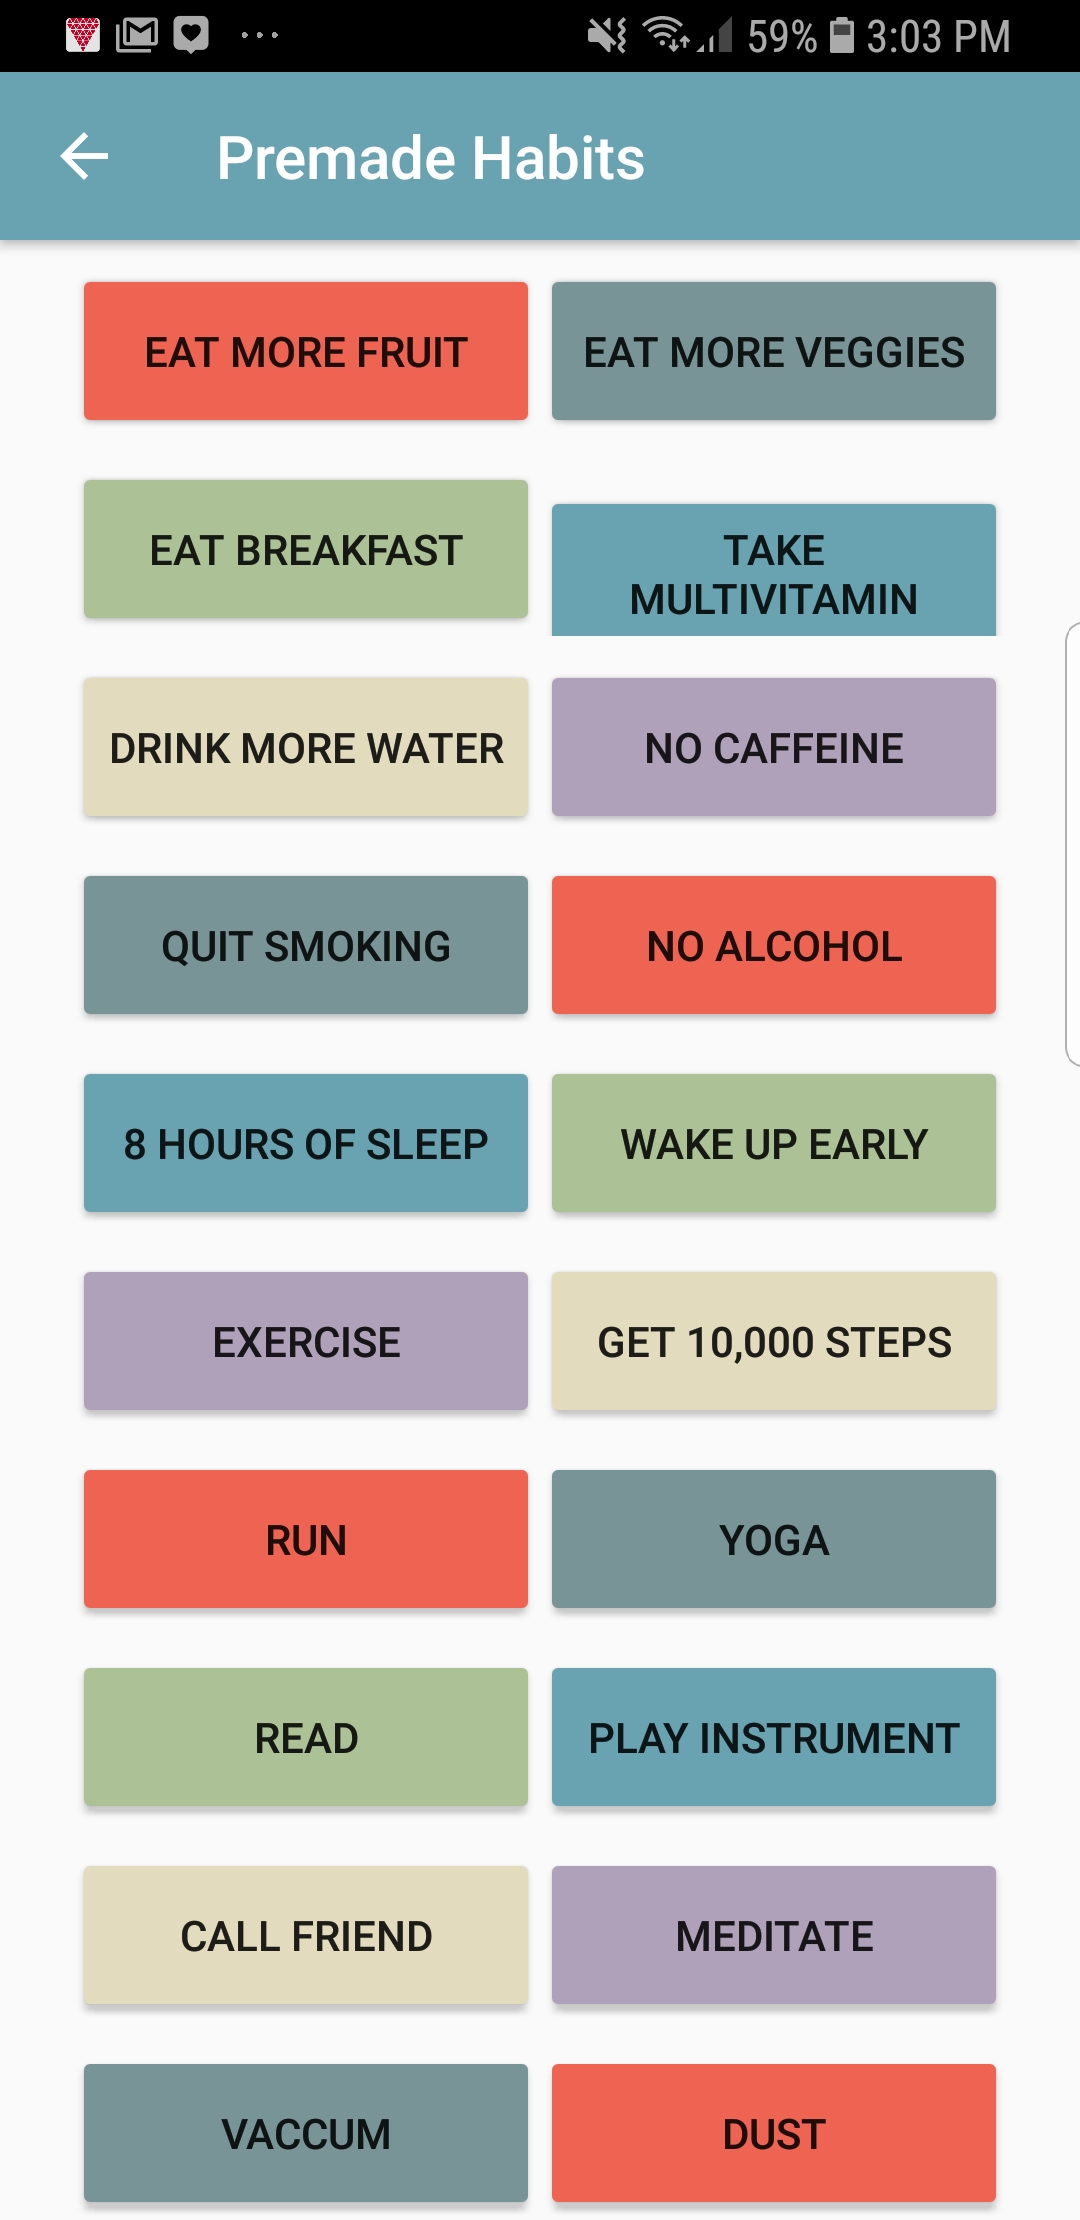 59% 3:03 PM
Premade Habits
EAT MORE FRUIT
EAT MORE VEGGIES
EAT BREAKFAST
TAKE
MULTIVITAMIN
DRINK MORE WATER
NO CAFFEINE
QUIT SMOKING
NO ALCOHOL
8 HOURS OF SLEEP
WAKE UP EARLY
EXERCISE
GET 10,000 STEPS
RUN
YOGA
READ
PLAY INSTRUMENT
CALL FRIEND
MEDITATE
VACCUM
DUST